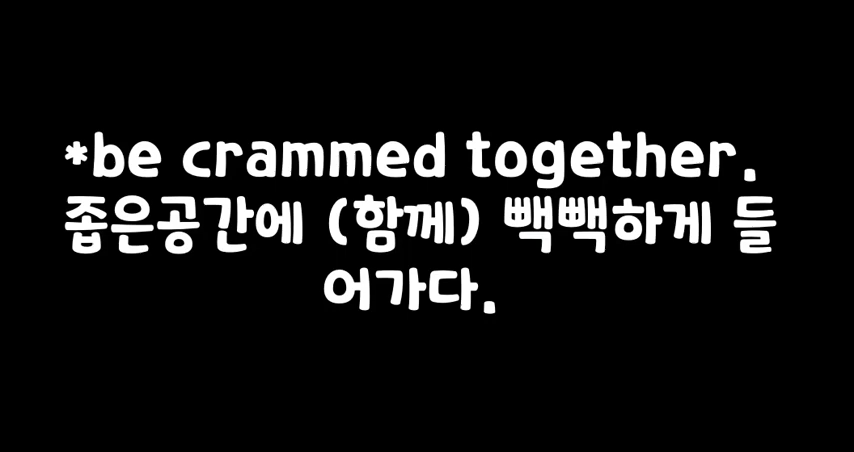 *be crammed together.
좁은공간에 (함께) 빽빽하게 들
어가다.